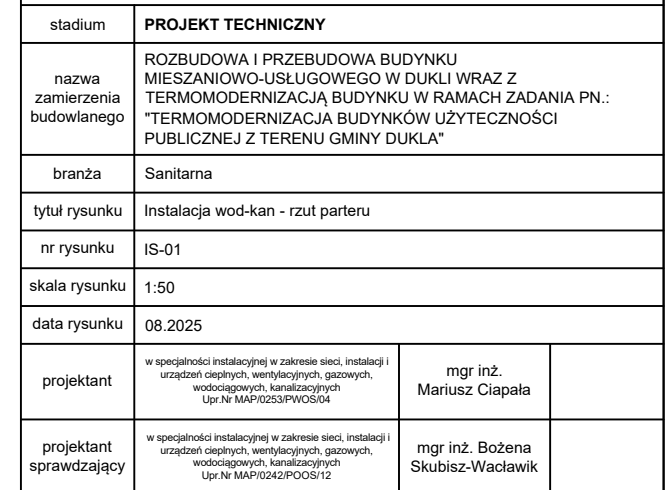 stadium
PROJEKT TECHNICZNY
nazwa
zamierzenia
budowlanego
ROZBUDOWA I PRZEBUDOWA BUDYNKU
MIESZANIOWO-USŁUGOWEGO W DUKLI WRAZ Z
TERMOMODERNIZACJĄ BUDYNKU W RAMACH ZADANIA PN.:
"TERMOMODERNIZACJA BUDYNKÓW UŻYTECZNOŚCI
PUBLICZNEJ Z TERENU GMINY DUKLA"
branża
Sanitarna
tytuł rysunku
Instalacja wod-kan - rzut parteru
nr rysunku
IS-01
skala rysunku
1:50
data rysunku
08.2025
projektant
w specjalności instalacyjnej w zakresie sieci, instalacji i
urządzeń cieplnych, wentylacyjnych, gazowych,
wodociągowych, kanalizacyjnych
Upr.Nr MAP/0253/PWOS/04
mgr inż.
Mariusz Ciapała
projektant
sprawdzający
w specjalności instalacyjnej w zakresie sieci, instalacji i
urządzeń cieplnych, wentylacyjnych, gazowych,
wodociągowych, kanalizacyjnych
Upr.Nr MAP/0242/POOS/12
mgr inż. Bożena
Skubisz-Wacławik